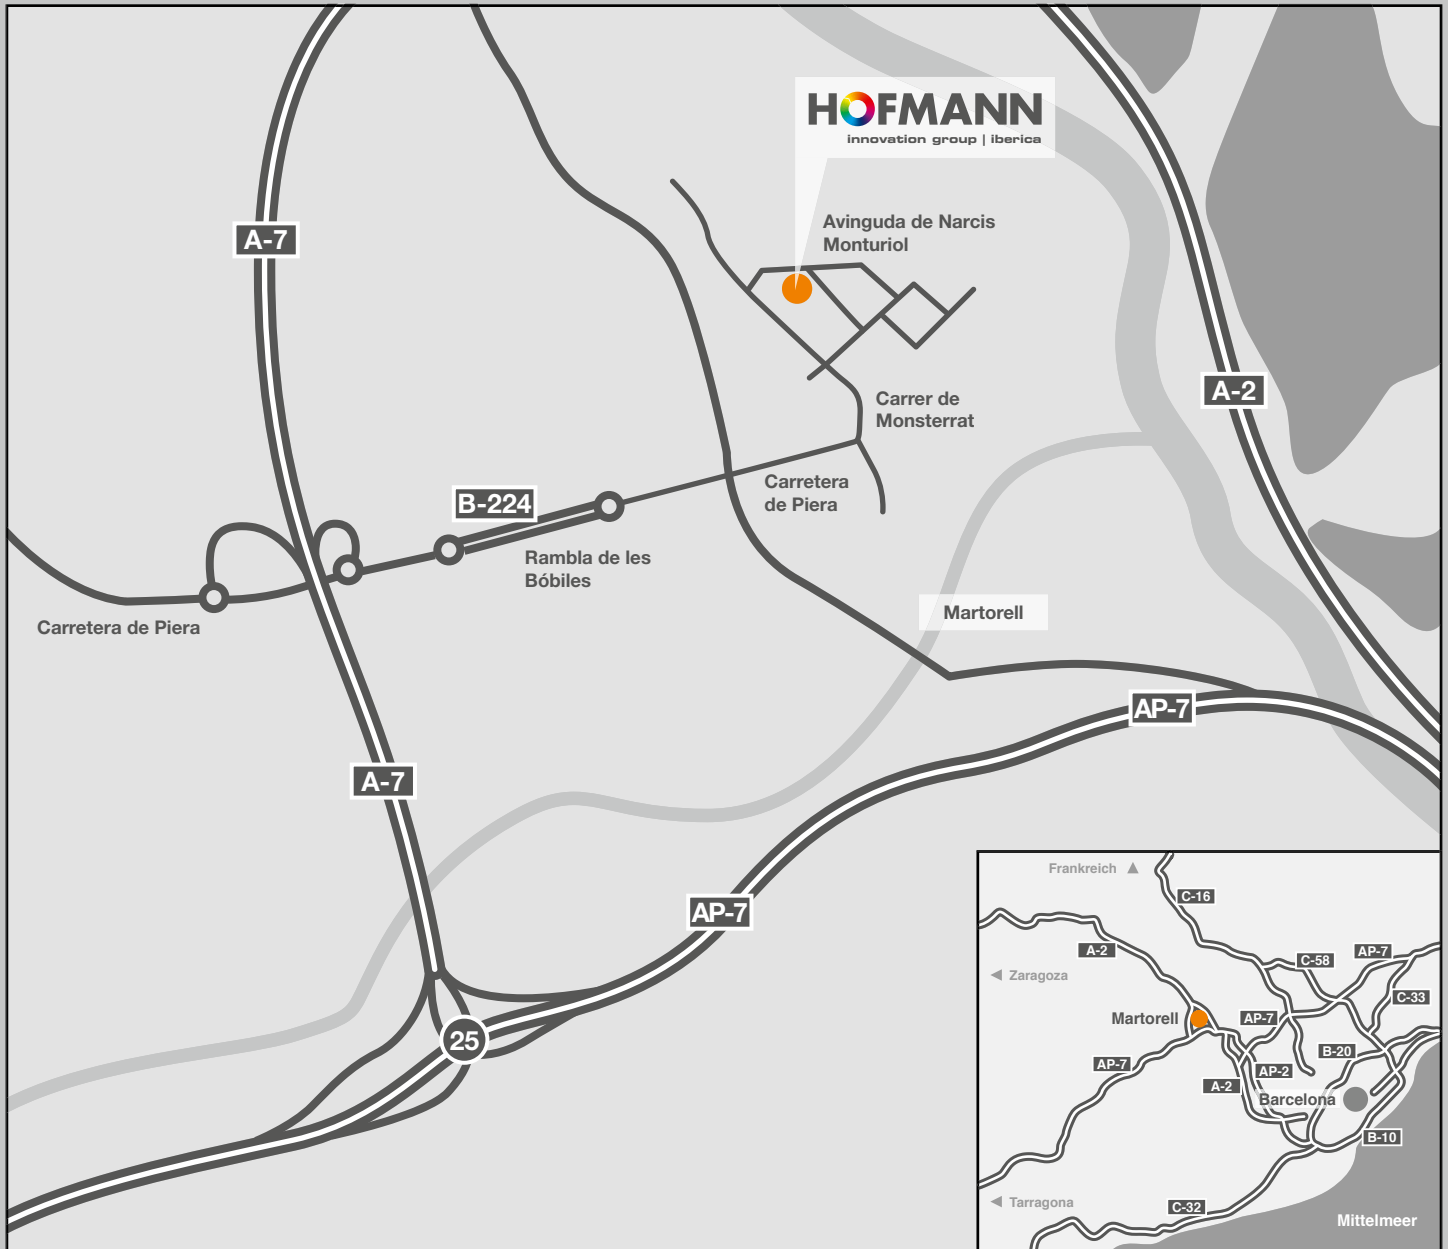 HOFMANN
innovation group | iberica
Avinguda de Narcis
Monturiol
A-7
A-2
Carrer de
Monsterrat
Carretera
de Piera
B-224
Rambla de les
Bóbiles
Carretera de Piera
Martorell
AP-7
A-7
AP-7
25
Frankreich
C-16
A-2
C-58
AP-7
Zaragoza
C-33
Martorell
AP-7
B-20
AP-7
AP-2
A-2
Barcelona
B-10
Tarragona
C-32
Mittelmeer